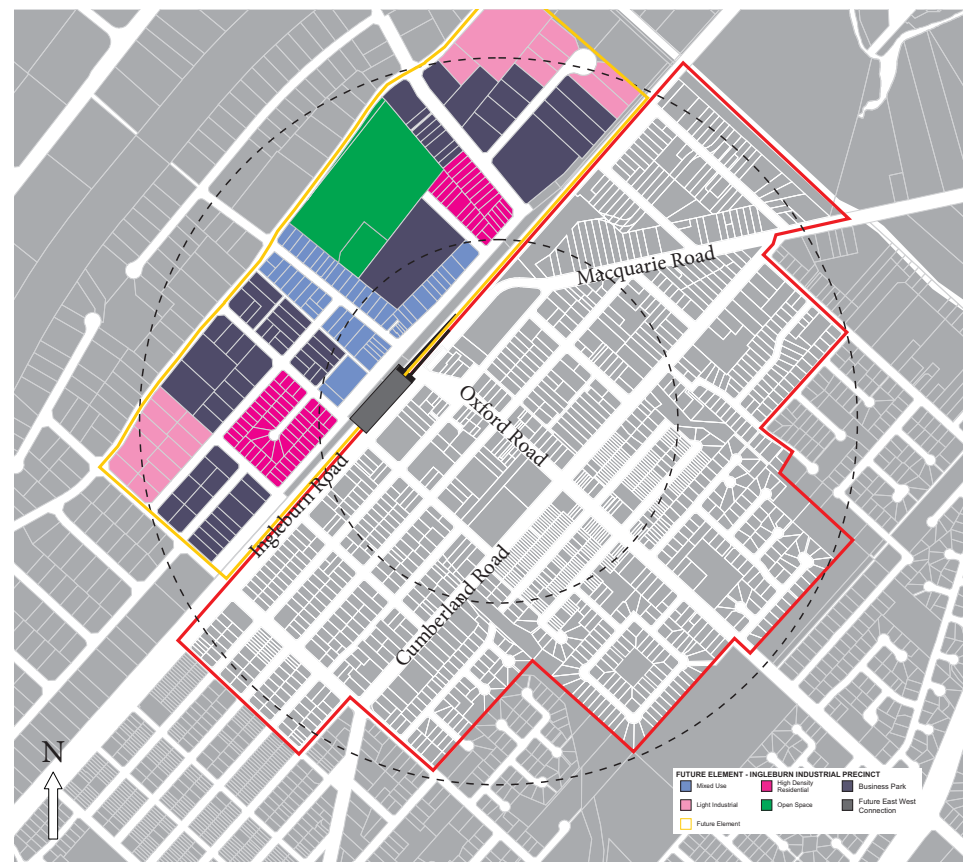 Macquarie Road
Oxford Road
Ingleburn Road
Cumberland Road
N
FUTURE ELEMENT - INGLEBURN INDUSTRIAL PRECINCT
Mixed Use
High Density
Residential
Business Park
Light Industrial
Open Space
Future East West
Connection
Future Element